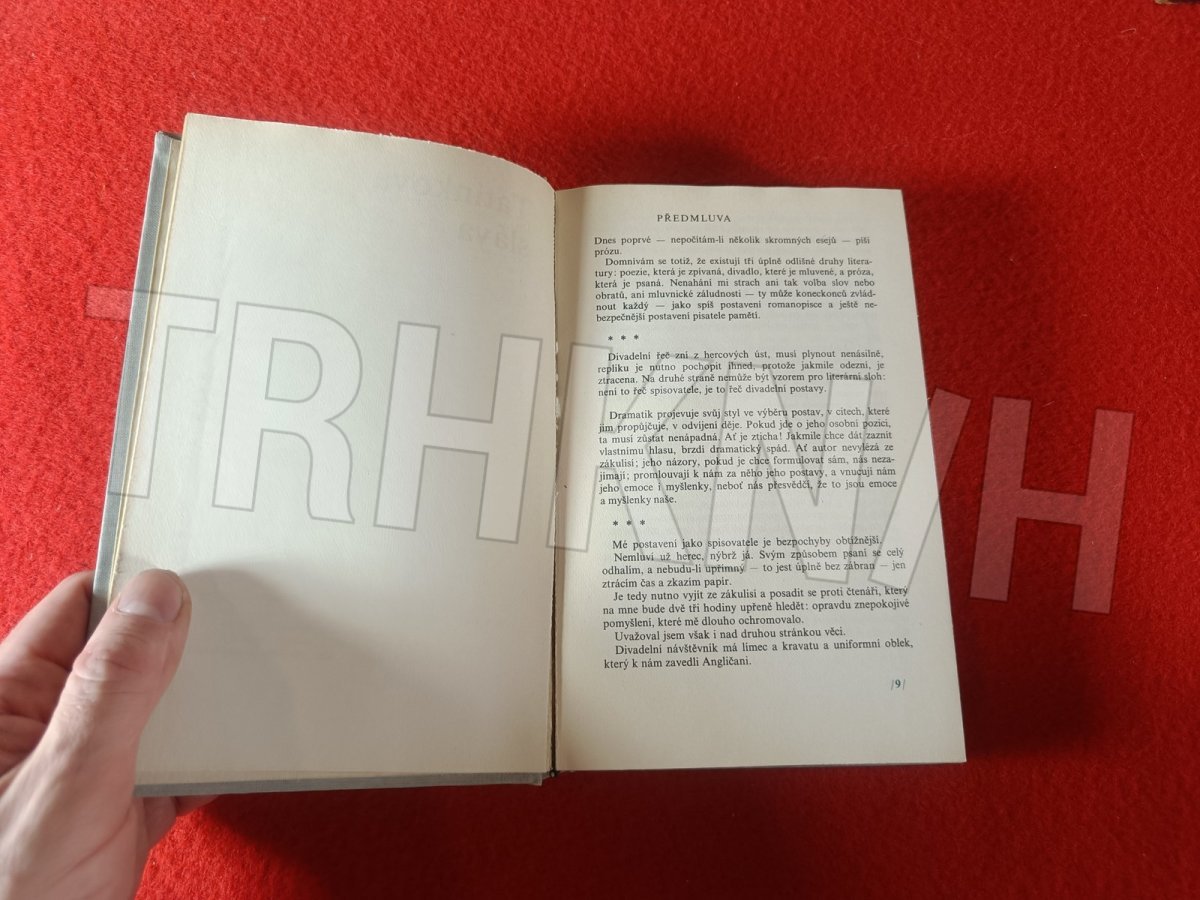 Tatínkova
sláva
PŘEDMLUVA
Dnes poprvé — nepočítám-li několik skromných esejů — píši
prózu.
Domnívám se totiž, že existují tři úplně odlišné druhy litera-
tury: poezie, která je zpívaná, divadlo, které je mluvené, a próza,
která je psaná. Nenahání mi strach ani tak volba slov nebo
obratů, ani mluvnické záludnosti — ty může koneckonců zvlád-
nout každý — jako spíš postavení romanopisce a ještě ne-
bezpečnější postavení pisatele pamětí.
* * *
Divadelní řeč zní z hercových úst, musí plynout nenásilně,
repliku je nutno pochopit ihned, protože jakmile odezní, je
ztracena. Na druhé straně nemůže být vzorem pro literární sloh:
není to řeč spisovatele, je to řeč divadelní postavy.
Dramatik projevuje svůj styl ve výběru postav, v citech, které
jim propůjčuje, v odvíjení děje. Pokud jde o jeho osobní pozici,
ta musí zůstat nenápadná. Ať je zticha! Jakmile chce dát zaznít
vlastnímu hlasu, brzdí dramatický spád. Ať autor nevylézá ze
zákulisí; jeho názory, pokud je chce formulovat sám, nás neza-
jímají; promlouvají k nám za něho jeho postavy, a vnucují nám
jeho emoce i myšlenky, neboť nás přesvědčí, že to jsou emoce
a myšlenky naše.
* * *
Mé postavení jako spisovatele je bezpochyby obtížnější.
Nemluví už herec, nýbrž já. Svým způsobem psaní se celý
odhalím, a nebudu-li upřímný — to jest úplně bez zábran — jen
ztrácím čas a zkazím papír.
Je tedy nutno vyjít ze zákulisí a posadit se proti čtenáři, který
na mne bude dvě tři hodiny upřeně hledět: opravdu znepokojivé
pomyšlení, které mě dlouho ochromovalo.
Uvažoval jsem však i nad druhou stránkou věci.
Divadelní návštěvník má límec a kravatu a uniformní oblek,
který k nám zavedli Angličani.
/9/
TRHKNIH